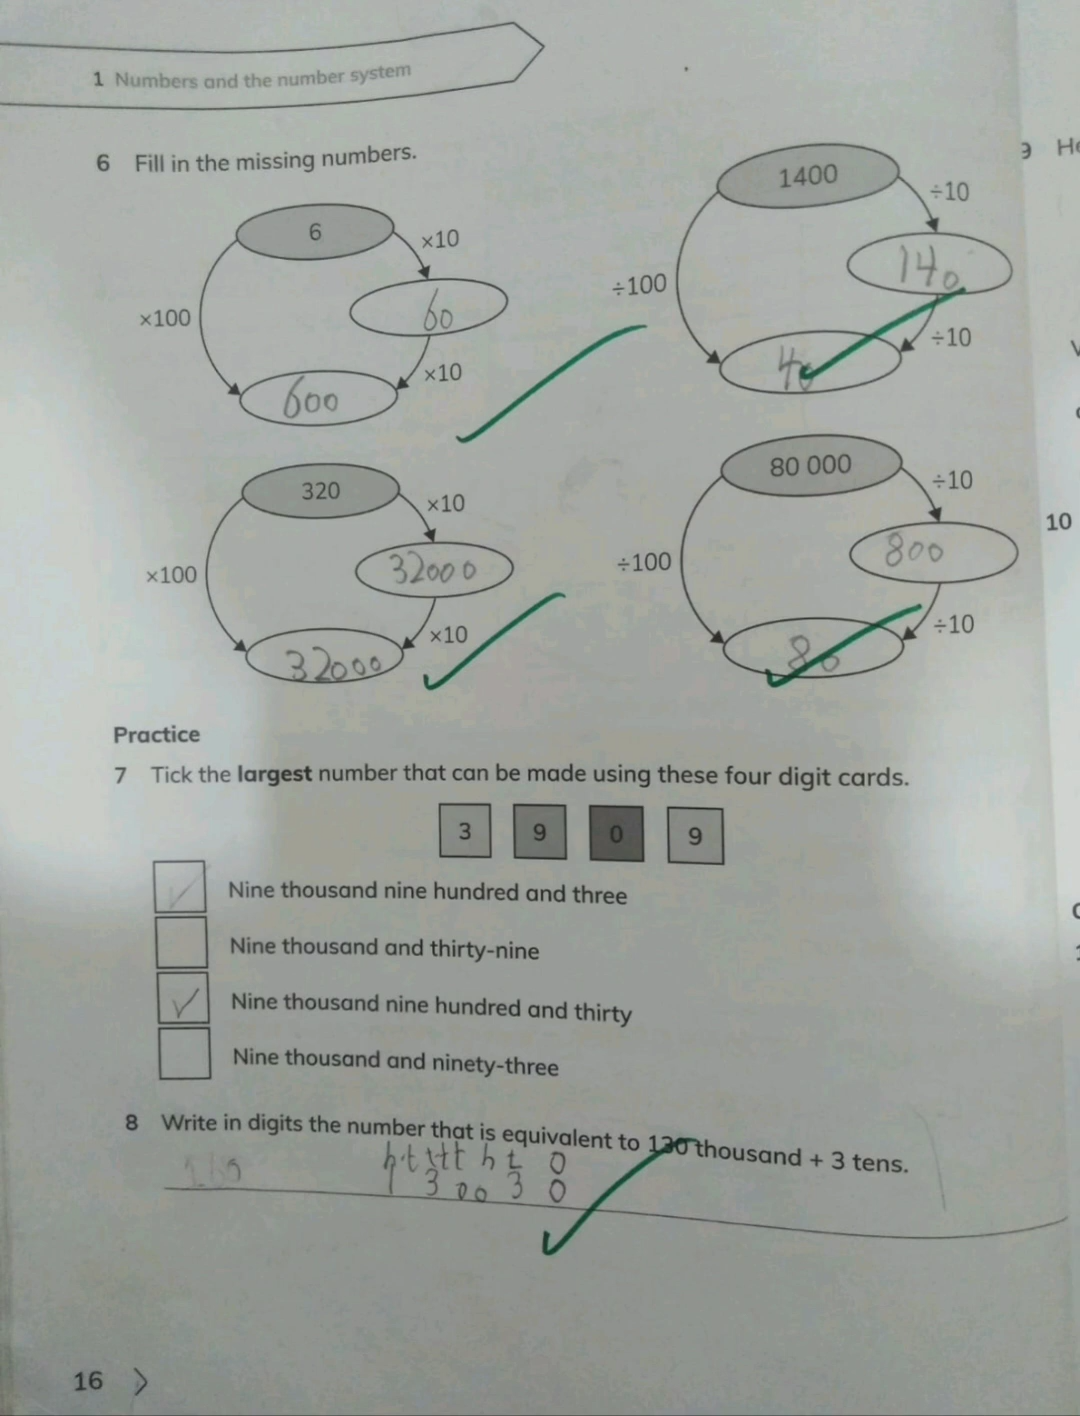 1 Numbers and the number system
6 Fill in the missing numbers.
6
×10
60
×10
×100
600
1400
÷10
140
÷10
÷100
40
320
×10
32000
×10
×100
32000
80 000
÷10
800
÷10
÷100
80
Practice
7 Tick the largest number that can be made using these four digit cards.
3 9 0 9
Nine thousand nine hundred and three
Nine thousand and thirty-nine
Nine thousand nine hundred and thirty
Nine thousand and ninety-three
8 Write in digits the number that is equivalent to 130 thousand + 3 tens.
1 3 0 0 3 0
16
9 He
10